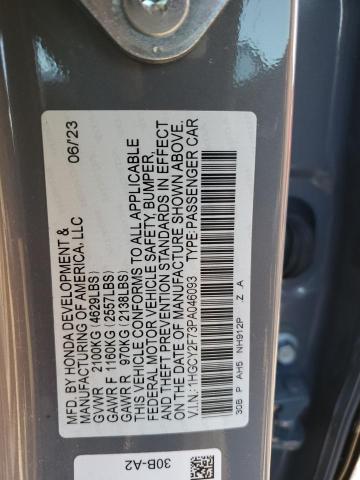 MFD. BY HONDA DEVELOPMENT & 06/23
MANUFACTURING OF AMERICA, LLC
GVWR 2100KG (4629LBS)
GAWR F 1160KG (2557LBS)
GAWR R 970KG (2138LBS)
THIS VEHICLE CONFORMS TO ALL APPLICABLE
FEDERAL MOTOR VEHICLE SAFETY, BUMPER,
AND THEFT PREVENTION STANDARDS IN EFFECT
ON THE DATE OF MANUFACTURE SHOWN ABOVE.
V.I.N.: 1HGCY2F73PA046093 TYPE: PASSENGER CAR
30B P AH5 NH912P Z A
30B-A2